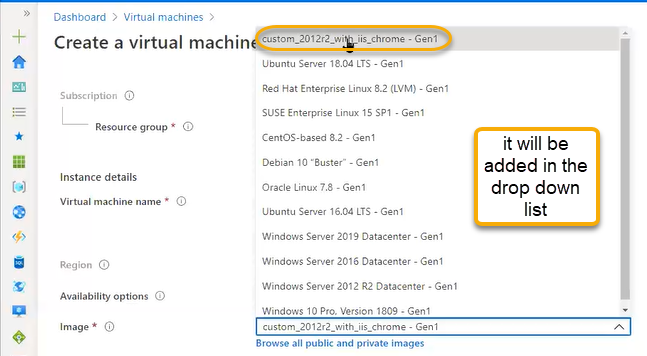 »
Dashboard > Virtual machines >
Create a virtual machine
Subscription
Resource group *
Instance details
Virtual machine name *
Region
Availability options
Image *
custom_2012r2_with_iis_chrome - Gen1
Ubuntu Server 18.04 LTS - Gen1
Red Hat Enterprise Linux 8.2 (LVM) - Gen1
SUSE Enterprise Linux 15 SP1 - Gen1
CentOS-based 8.2 - Gen1
Debian 10 "Buster" - Gen1
Oracle Linux 7.8 - Gen1
Ubuntu Server 16.04 LTS - Gen1
Windows Server 2019 Datacenter - Gen1
Windows Server 2016 Datacenter - Gen1
Windows Server 2012 R2 Datacenter - Gen1
Windows 10 Pro, Version 1809 - Gen1
custom_2012r2_with_iis_chrome - Gen1
Browse all public and private images
it will be
added in the
drop down
list